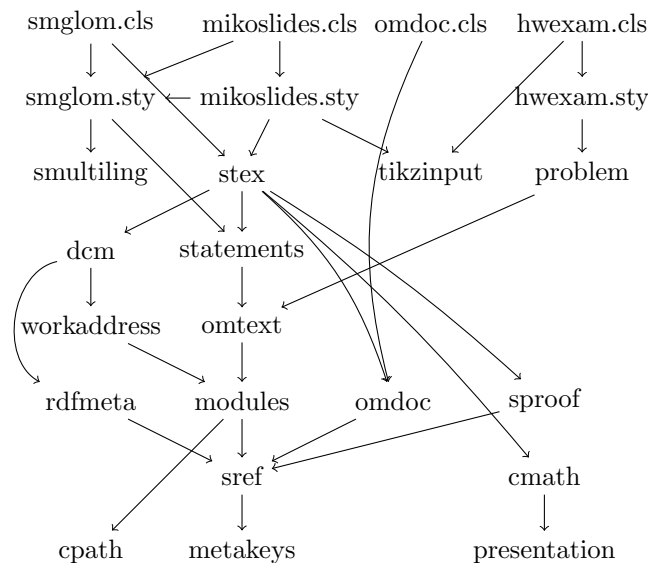 smglom.cls mikoslides.cls omdoc.cls hwexam.cls
smglom.sty mikoslides.sty hwexam.sty
smultiling stex tikzinput problem
dcm statements
workaddress omtext
rdfmeta modules omdoc sproof
sref cmath
cpath metakeys presentation